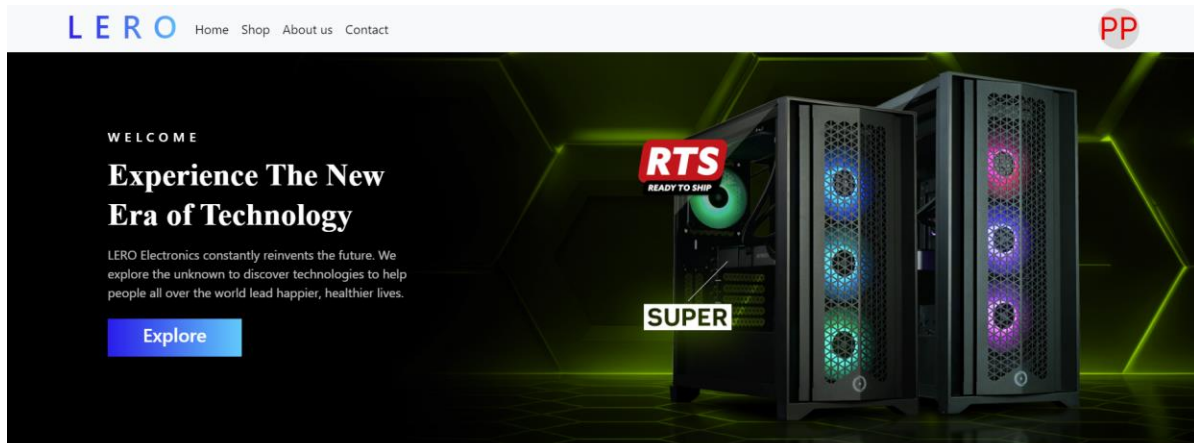 LERO Home Shop About us Contact PP
WELCOME
Experience The New
Era of Technology
LERO Electronics constantly reinvents the future. We
explore the unknown to discover technologies to help
people all over the world lead happier, healthier lives.
Explore
RTS
READY TO SHIP
SUPER